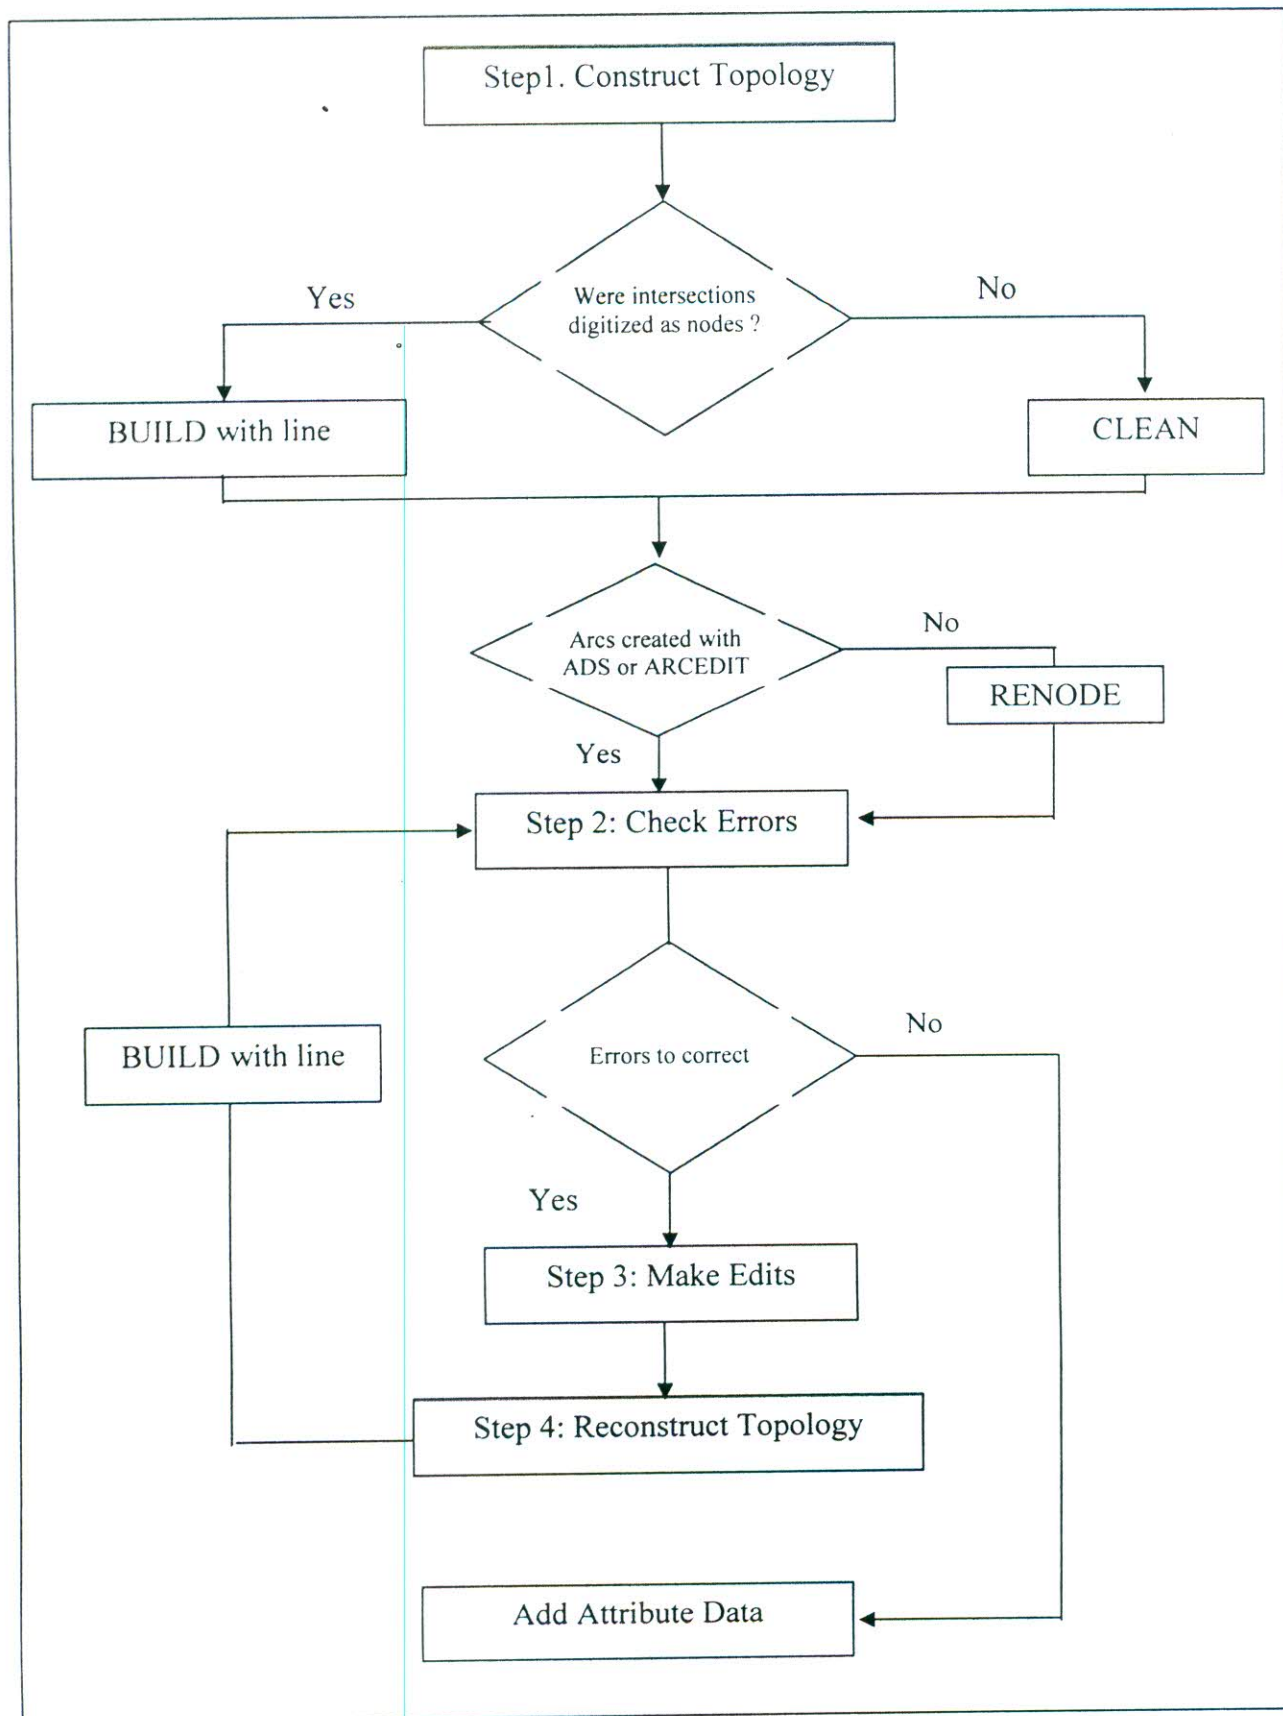 Step1. Construct Topology
Were intersections
digitized as nodes ?
Yes
No
BUILD with line
CLEAN
Arcs created with
ADS or ARCEDIT
No
RENODE
Yes
Step 2: Check Errors
Errors to correct
No
BUILD with line
Yes
Step 3: Make Edits
Step 4: Reconstruct Topology
Add Attribute Data